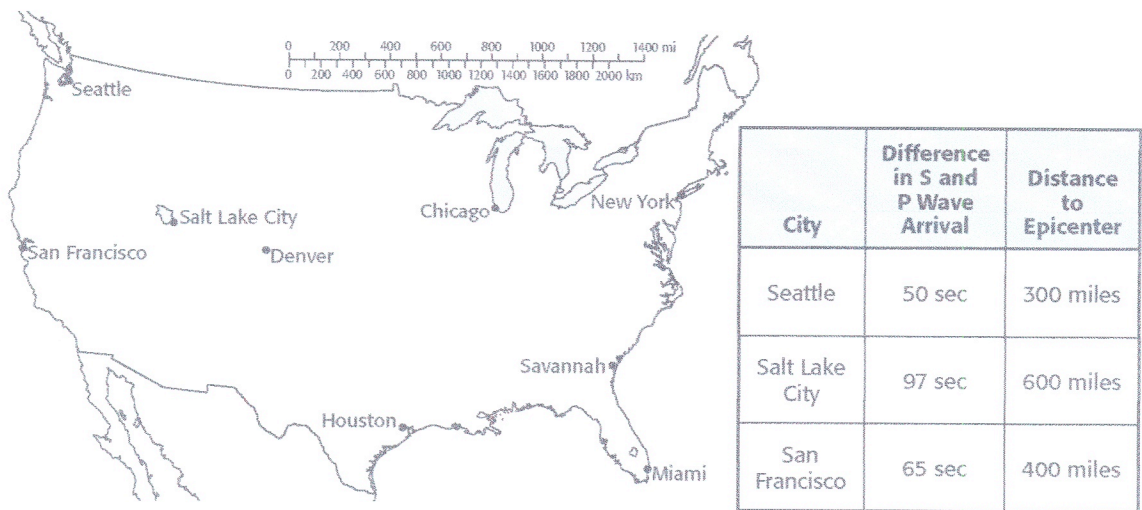 0 200 400 600 800 1000 1200 1400 mi
0 200 400 600 800 1000 1200 1400 1600 1800 2000 km
Seattle
Salt Lake City
San Francisco
Denver
Chicago
New York
Savannah
Houston
Miami
City
Difference
in S and
P Wave
Arrival
Distance
to
Epicenter
Seattle
50 sec
300 miles
Salt Lake
City
97 sec
600 miles
San
Francisco
65 sec
400 miles